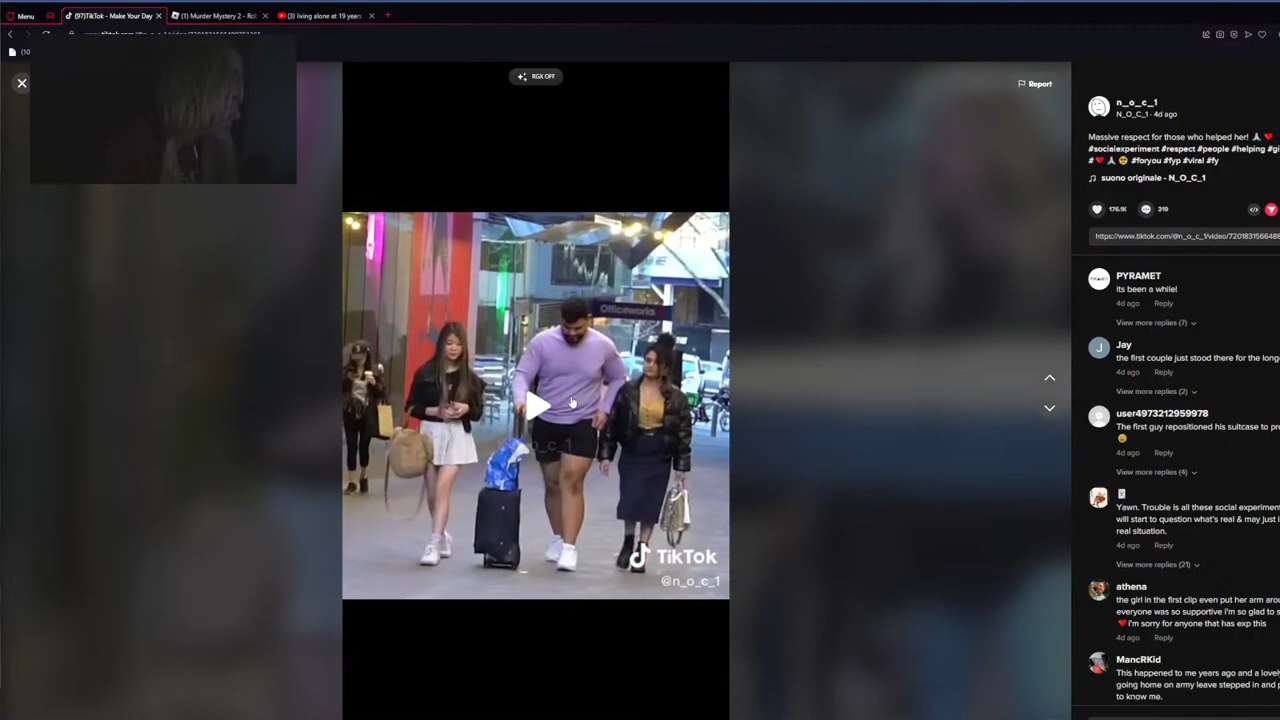 Menu
(97)TikTok - Make Your Day
(1) Murder Mystery 2 - Rob
(3) living alone at 19 years
(10
RGX OFF
Report
n_o_c_1
N_O_C_1 · 4d ago
Massive respect for those who helped her! 🙏 ❤️
#socialexperiment #respect #people #helping #gi
#❤️ 🙏 🥺 #foryou #fyp #viral #fy
suono originale - N_O_C_1
176.1K
319
https://www.tiktok.com/@n_o_c_1/video/7201831566488
PYRAMET
its been a while!
4d ago Reply
View more replies (7)
Jay
the first couple just stood there for the longe
4d ago Reply
View more replies (2)
user4973212959978
The first guy repositioned his suitcase to pro
4d ago Reply
View more replies (4)
Yawn. Trouble is all these social experiment
will start to question what's real & may just i
real situation.
4d ago Reply
View more replies (21)
athena
the girl in the first clip even put her arm arou
everyone was so supportive i'm so glad to s
❤️i'm sorry for anyone that has exp this
4d ago Reply
MancRKid
This happened to me years ago and a lovely
going home on army leave stepped in and p
to know me.
Officeworks
n_o_c_1
TikTok
@n_o_c_1